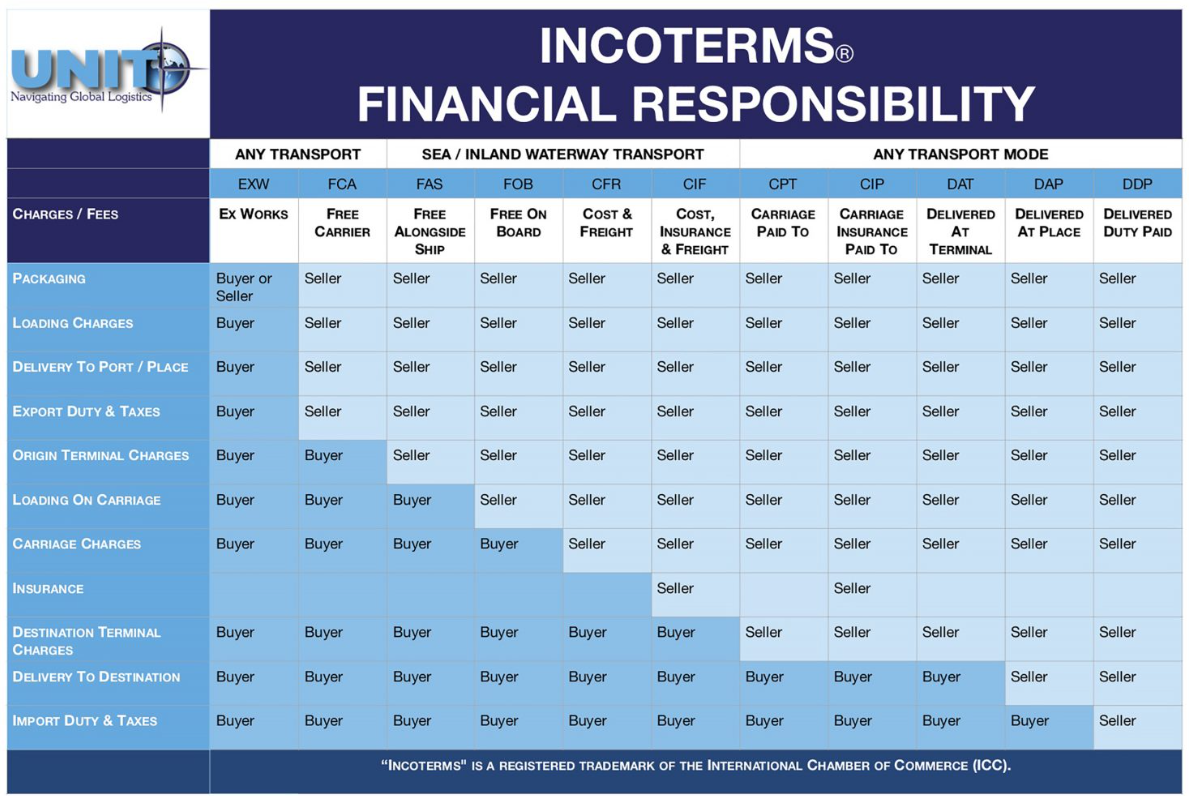 UNIT
Navigating Global Logistics
INCOTERMS®
FINANCIAL RESPONSIBILITY
ANY TRANSPORT SEA / INLAND WATERWAY TRANSPORT ANY TRANSPORT MODE
EXW FCA FAS FOB CFR CIF CPT CIP DAT DAP DDP
CHARGES / FEES EX WORKS FREE FREE FREE ON COST & COST, CARRIAGE CARRIAGE DELIVERED DELIVERED DELIVERED
CARRIER ALONGSIDE BOARD FREIGHT INSURANCE PAID TO INSURANCE AT AT PLACE DUTY PAID
SHIP & FREIGHT PAID TO TERMINAL
PACKAGING Buyer or Seller Seller Seller Seller Seller Seller Seller Seller Seller Seller
Seller
LOADING CHARGES Buyer Seller Seller Seller Seller Seller Seller Seller Seller Seller Seller
DELIVERY TO PORT / PLACE Buyer Seller Seller Seller Seller Seller Seller Seller Seller Seller Seller
EXPORT DUTY & TAXES Buyer Seller Seller Seller Seller Seller Seller Seller Seller Seller Seller
ORIGIN TERMINAL CHARGES Buyer Buyer Seller Seller Seller Seller Seller Seller Seller Seller Seller
LOADING ON CARRIAGE Buyer Buyer Buyer Seller Seller Seller Seller Seller Seller Seller Seller
CARRIAGE CHARGES Buyer Buyer Buyer Buyer Seller Seller Seller Seller Seller Seller Seller
INSURANCE Seller Seller
DESTINATION TERMINAL Buyer Buyer Buyer Buyer Buyer Buyer Seller Seller Seller Seller Seller
CHARGES
DELIVERY TO DESTINATION Buyer Buyer Buyer Buyer Buyer Buyer Buyer Buyer Buyer Seller Seller
IMPORT DUTY & TAXES Buyer Buyer Buyer Buyer Buyer Buyer Buyer Buyer Buyer Buyer Seller
“INCOTERMS" IS A REGISTERED TRADEMARK OF THE INTERNATIONAL CHAMBER OF COMMERCE (ICC).